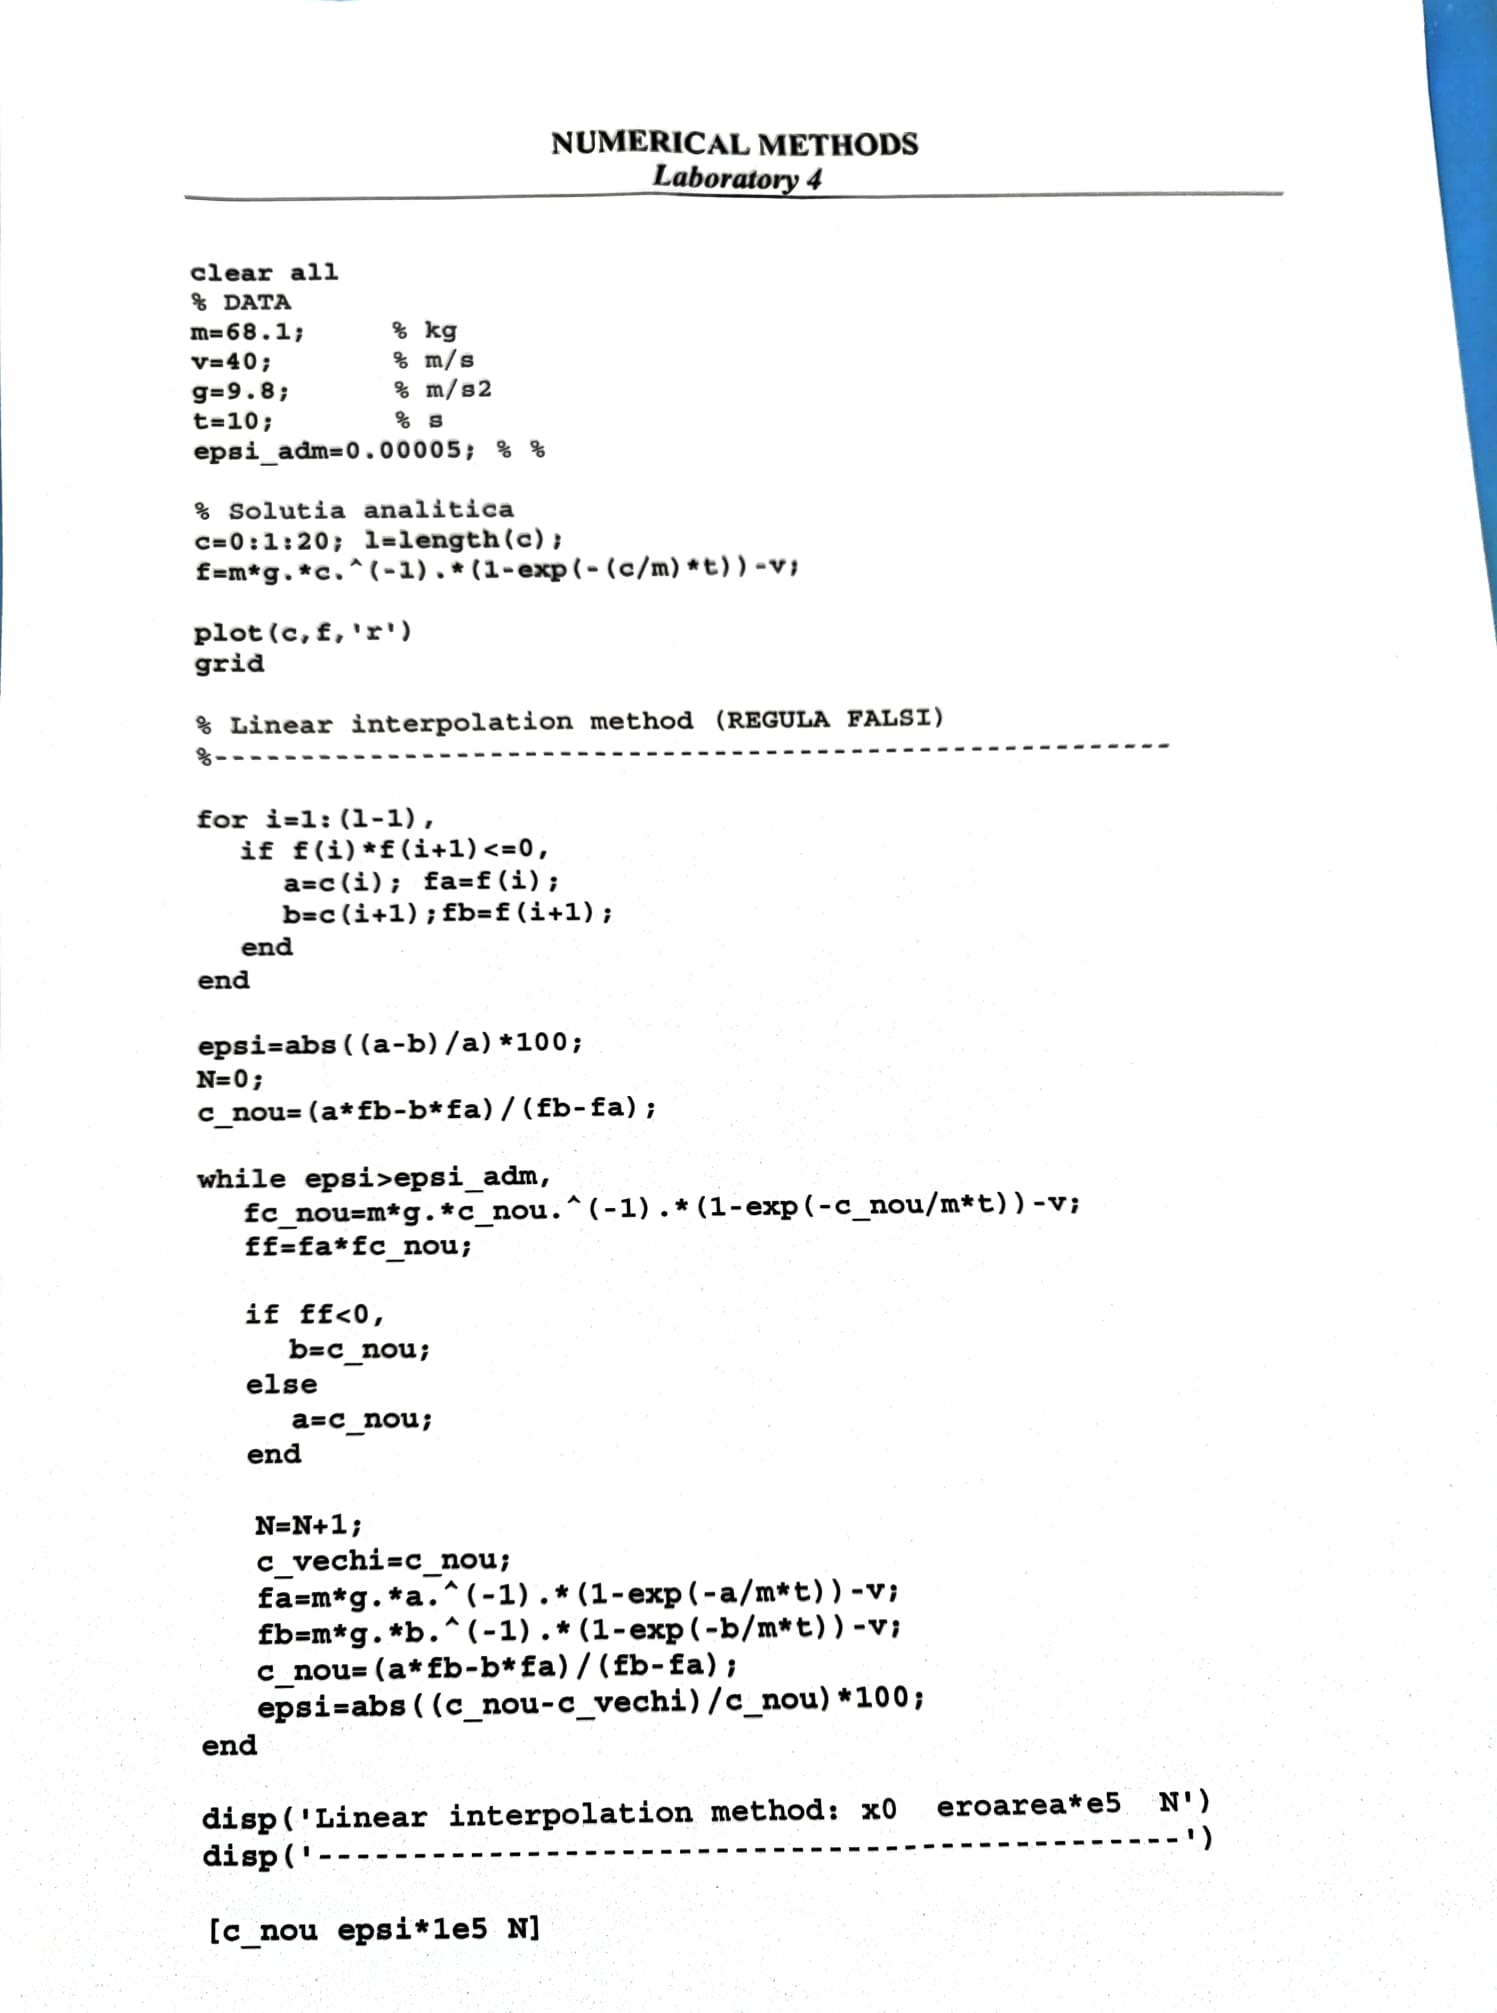 NUMERICAL METHODS
Laboratory 4
clear all
% DATA
m=68.1; % kg
v=40; % m/s
g=9.8; % m/s2
t=10; % s
epsi_adm=0.00005; % %
% Solutia analitica
c=0:1:20; l=length(c);
f=m*g.*c.^(-1).*(1-exp(-(c/m)*t))-v;
plot(c,f,'r')
grid
% Linear interpolation method (REGULA FALSI)
%--------------------------------------------------------
for i=1:(l-1),
if f(i)*f(i+1)<=0,
a=c(i); fa=f(i);
b=c(i+1);fb=f(i+1);
end
end
epsi=abs((a-b)/a)*100;
N=0;
c_nou=(a*fb-b*fa)/(fb-fa);
while epsi>epsi_adm,
fc_nou=m*g.*c_nou.^(-1).*(1-exp(-c_nou/m*t))-v;
ff=fa*fc_nou;
if ff<0,
b=c_nou;
else
a=c_nou;
end
N=N+1;
c_vechi=c_nou;
fa=m*g.*a.^(-1).*(1-exp(-a/m*t))-v;
fb=m*g.*b.^(-1).*(1-exp(-b/m*t))-v;
c_nou=(a*fb-b*fa)/(fb-fa);
epsi=abs((c_nou-c_vechi)/c_nou)*100;
end
disp('Linear interpolation method: x0 eroarea*e5 N')
disp('----------------------------------------------')
[c_nou epsi*1e5 N]